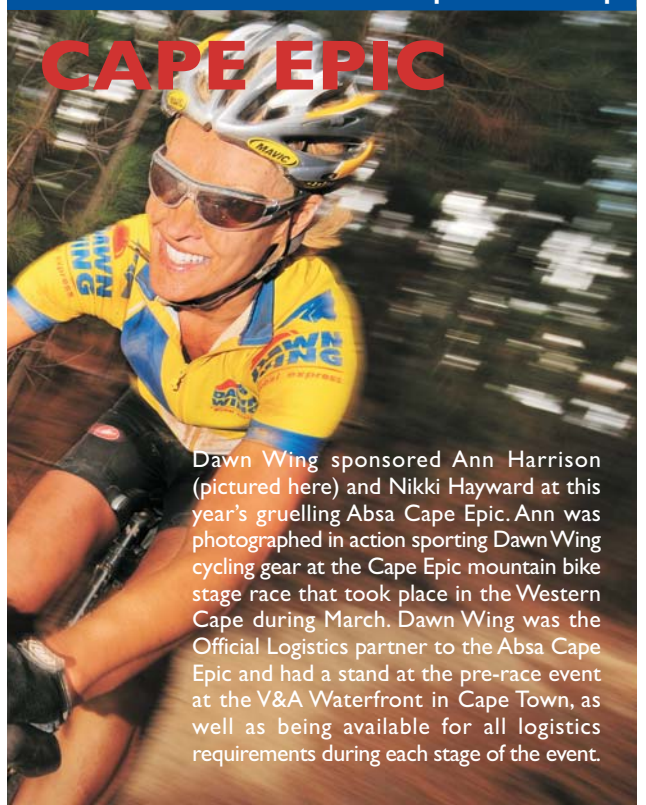 CAPE EPIC
MAVIC
DAWN
WING
express
DAWN
WING
express
DAWN
WING
Dawn Wing sponsored Ann Harrison
(pictured here) and Nikki Hayward at this
year's gruelling Absa Cape Epic. Ann was
photographed in action sporting Dawn Wing
cycling gear at the Cape Epic mountain bike
stage race that took place in the Western
Cape during March. Dawn Wing was the
Official Logistics partner to the Absa Cape
Epic and had a stand at the pre-race event
at the V&A Waterfront in Cape Town, as
well as being available for all logistics
requirements during each stage of the event.